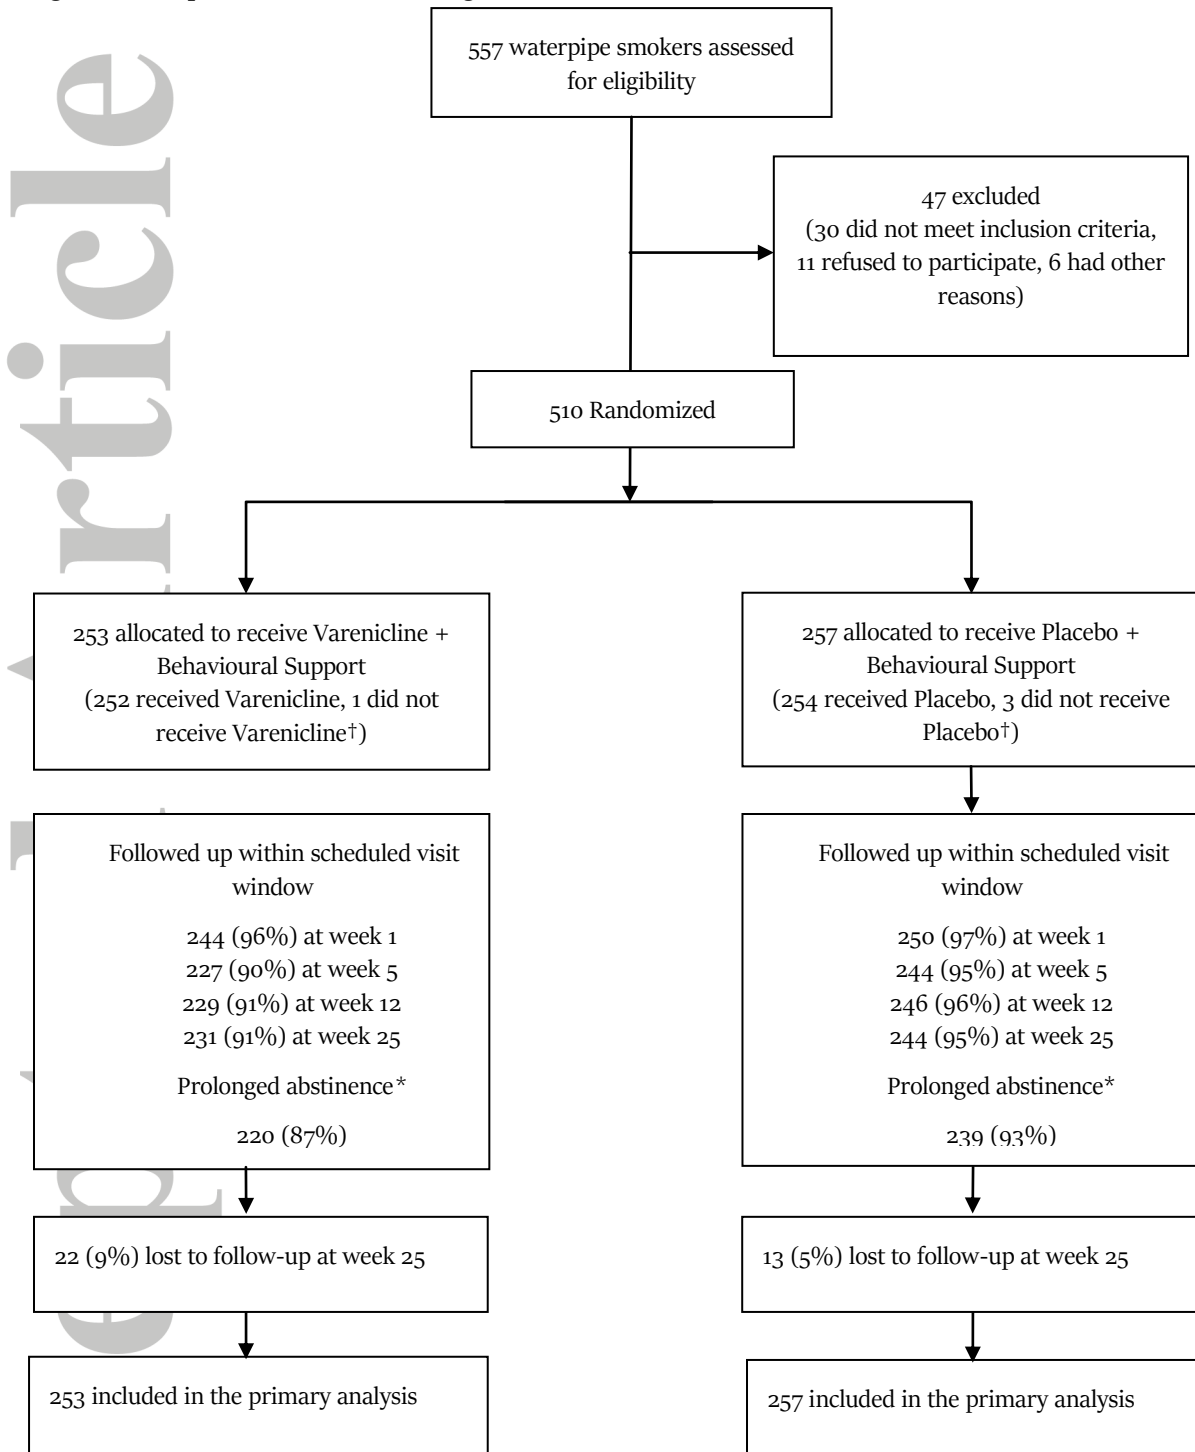 557 waterpipe smokers assessed
for eligibility
47 excluded
(30 did not meet inclusion criteria,
11 refused to participate, 6 had other
reasons)
510 Randomized
253 allocated to receive Varenicline +
Behavioural Support
(252 received Varenicline, 1 did not
receive Varenicline†)
257 allocated to receive Placebo +
Behavioural Support
(254 received Placebo, 3 did not receive
Placebo†)
Followed up within scheduled visit
window
244 (96%) at week 1
227 (90%) at week 5
229 (91%) at week 12
231 (91%) at week 25
Prolonged abstinence*
220 (87%)
Followed up within scheduled visit
window
250 (97%) at week 1
244 (95%) at week 5
246 (96%) at week 12
244 (95%) at week 25
Prolonged abstinence*
239 (93%)
22 (9%) lost to follow-up at week 25
13 (5%) lost to follow-up at week 25
253 included in the primary analysis
257 included in the primary analysis
rticle